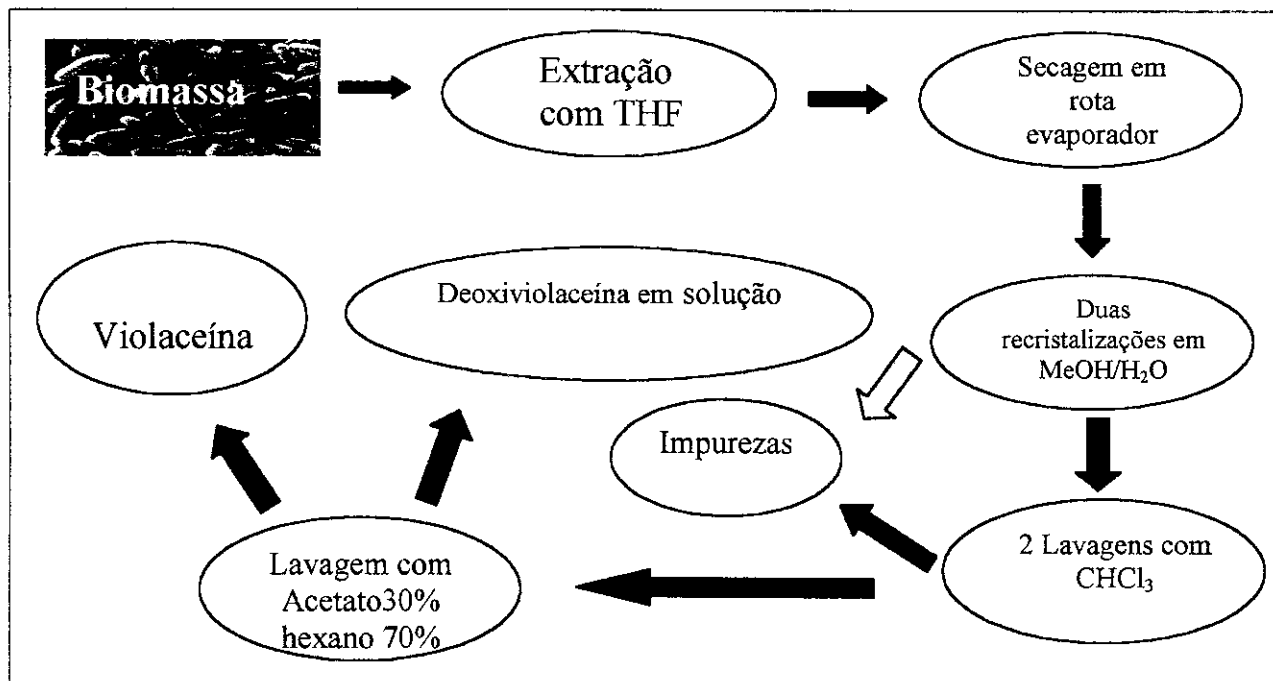 Biomassa
Extração
com THF
Secagem em
rota
evaporador
Duas
recristalizações em
MeOH/H₂O
2 Lavagens com
CHCl₃
Impurezas
Lavagem com
Acetato30%
hexano 70%
Deoxiviolaceína em solução
Violaceína